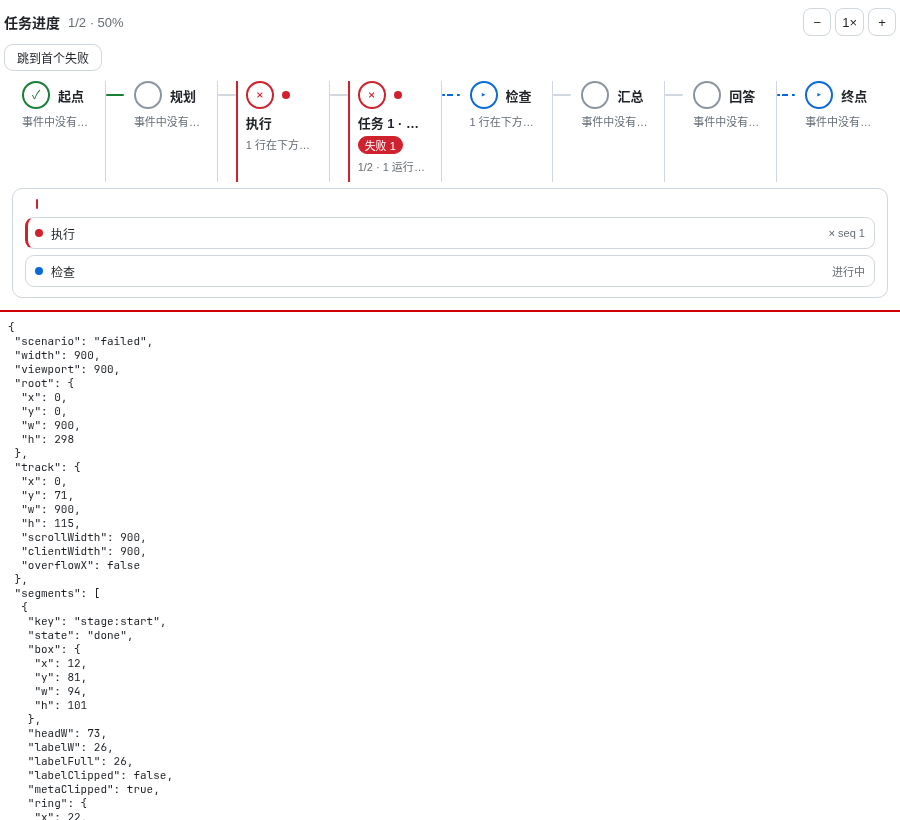 任务进度 1/2 · 50% − 1× +
跳到首个失败
✓ 起点 规划 × × ▸ 检查 汇总 回答 ▸ 终点
事件中没有… 事件中没有… 执行 任务 1 · … 1 行在下方… 事件中没有… 事件中没有… 事件中没有…
1 行在下方… 失败 1
1/2 · 1 运行…
执行 × seq 1
检查 进行中
{
"scenario": "failed",
"width": 900,
"viewport": 900,
"root": {
"x": 0,
"y": 0,
"w": 900,
"h": 298
},
"track": {
"x": 0,
"y": 71,
"w": 900,
"h": 115,
"scrollWidth": 900,
"clientWidth": 900,
"overflowX": false
},
"segments": [
{
"key": "stage:start",
"state": "done",
"box": {
"x": 12,
"y": 81,
"w": 94,
"h": 101
},
"headW": 73,
"labelW": 26,
"labelFull": 26,
"labelClipped": false,
"metaClipped": true,
"ring": {
"x": 22,